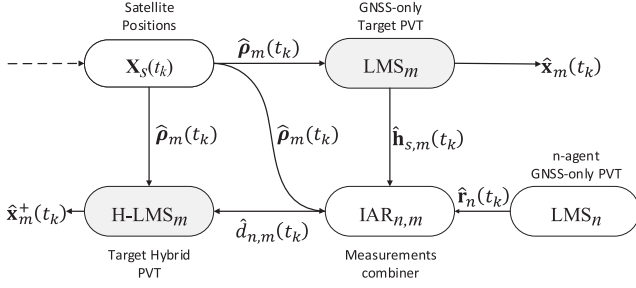 Satellite
Positions
GNSS-only
Target PVT
X_s(t_k)
ρ̂_m(t_k)
LMS_m
x̂_m(t_k)
ρ̂_m(t_k)
ρ̂_m(t_k)
ĥ_{s,m}(t_k)
n-agent
GNSS-only PVT
x̂_m^+(t_k)
H-LMS_m
d̂_{n,m}(t_k)
IAR_{n,m}
r̂_n(t_k)
LMS_n
Target Hybrid
PVT
Measurements
combiner